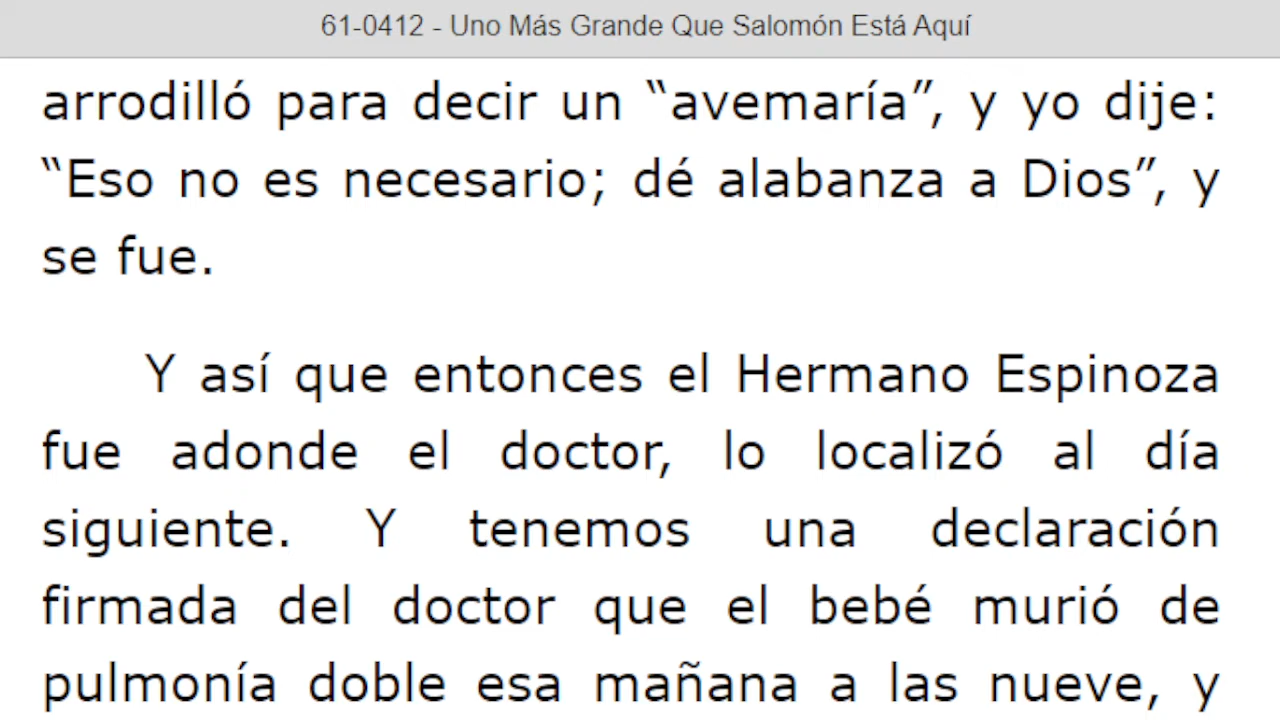 61-0412 - Uno Más Grande Que Salomón Está Aquí
arrodilló para decir un “avemaría”, y yo dije:
“Eso no es necesario; dé alabanza a Dios”, y
se fue.
Y así que entonces el Hermano Espinoza
fue adonde el doctor, lo localizó al día
siguiente. Y tenemos una declaración
firmada del doctor que el bebé murió de
pulmonía doble esa mañana a las nueve, y